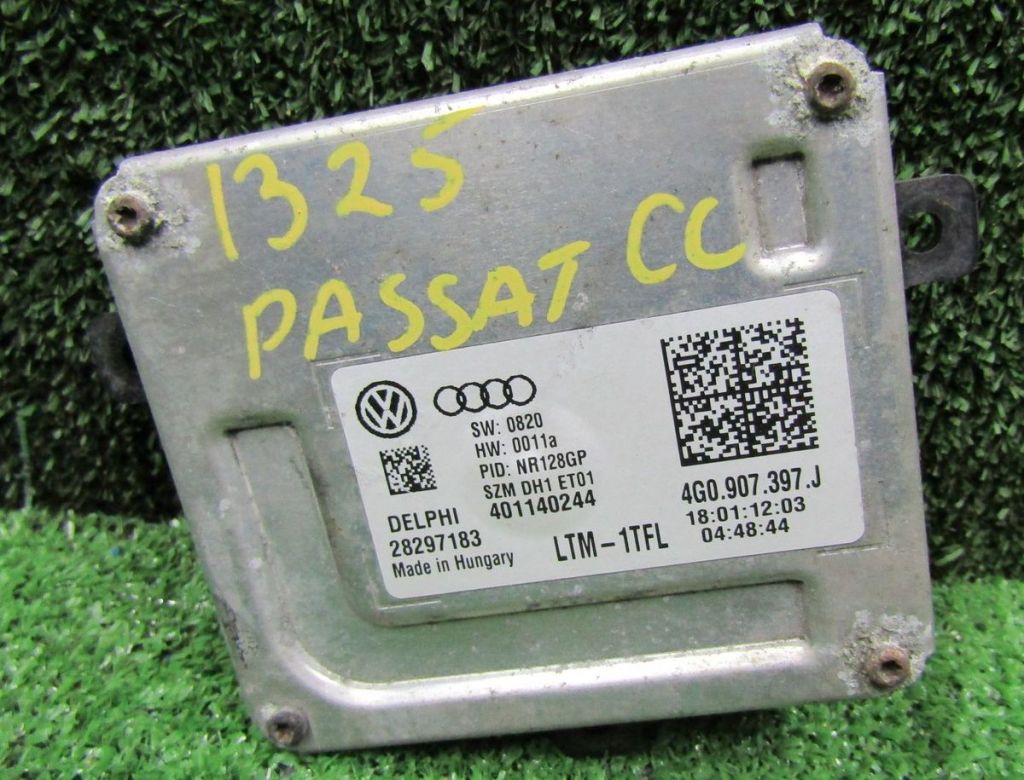 1325
PASSAT CC
SW: 0820
HW: 0011a
PID: NR128GP
SZM DH1 ET01
401140244
DELPHI
28297183
Made in Hungary
LTM-1TFL
4G0.907.397.J
18:01:12:03
04:48:44